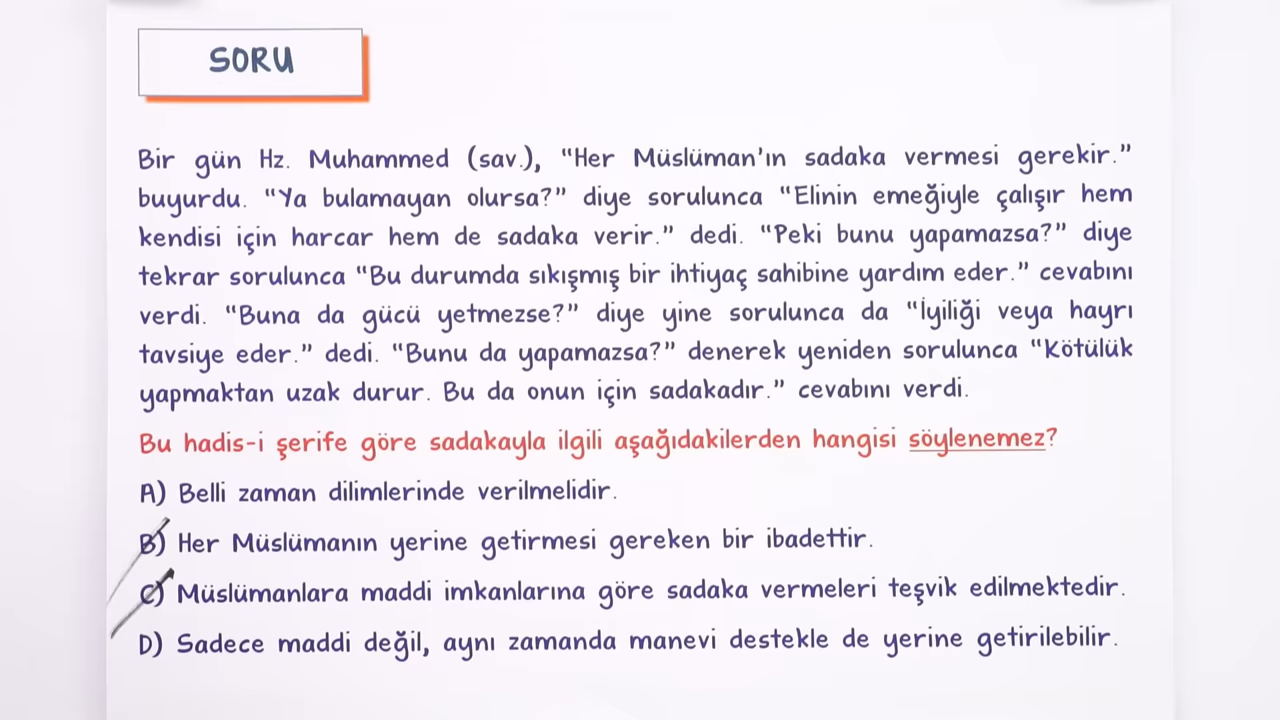 SORU
Bir gün Hz. Muhammed (sav.), “Her Müslüman’ın sadaka vermesi gerekir.”
buyurdu. “Ya bulamayan olursa?” diye sorulunca “Elinin emeğiyle çalışır hem
kendisi için harcar hem de sadaka verir.” dedi. “Peki bunu yapamazsa?” diye
tekrar sorulunca “Bu durumda sıkışmış bir ihtiyaç sahibine yardım eder.” cevabını
verdi. “Buna da gücü yetmezse?” diye yine sorulunca da “İyiliği veya hayrı
tavsiye eder.” dedi. “Bunu da yapamazsa?” denerek yeniden sorulunca “Kötülük
yapmaktan uzak durur. Bu da onun için sadakadır.” cevabını verdi.
Bu hadis-i şerife göre sadakayla ilgili aşağıdakilerden hangisi söylenemez?
A) Belli zaman dilimlerinde verilmelidir.
B) Her Müslümanın yerine getirmesi gereken bir ibadettir.
C) Müslümanlara maddi imkanlarına göre sadaka vermeleri teşvik edilmektedir.
D) Sadece maddi değil, aynı zamanda manevi destekle de yerine getirilebilir.